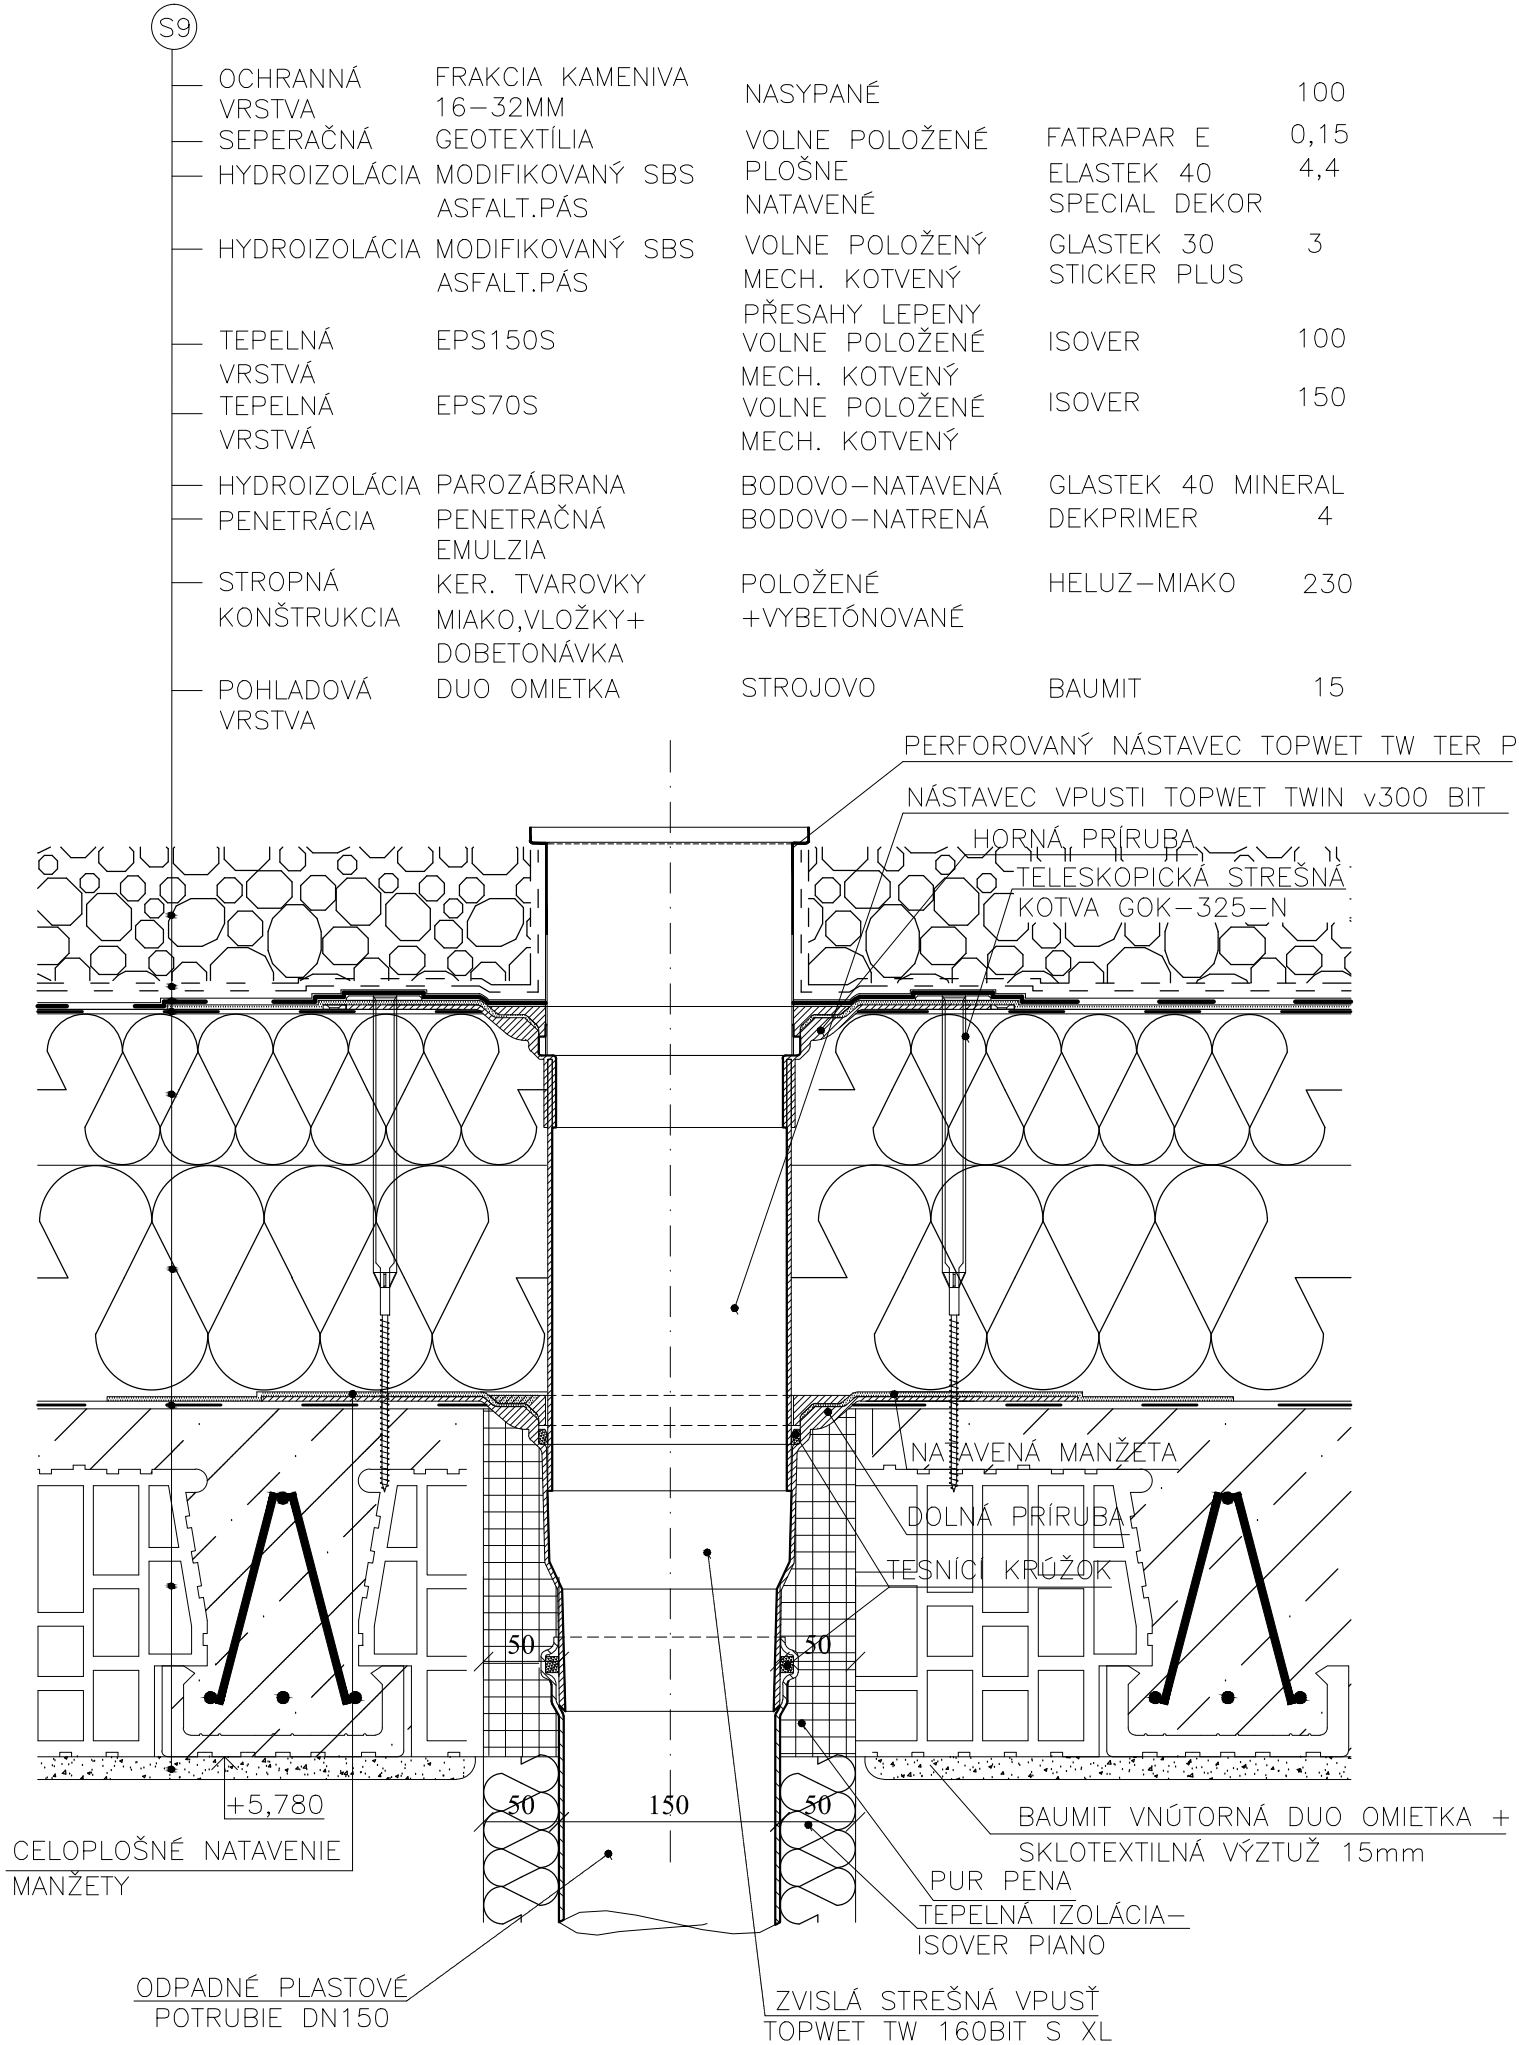 S9
OCHRANNÁ FRAKCIA KAMENIVA NASYPANÉ 100
VRSTVA 16-32MM
SEPERAČNÁ GEOTEXTÍLIA VOLNE POLOŽENÉ FATRAPAR E 0,15
HYDROIZOLÁCIA MODIFIKOVANÝ SBS PLOŠNE ELASTEK 40 4,4
ASFALT.PÁS NATAVENÉ SPECIAL DEKOR
HYDROIZOLÁCIA MODIFIKOVANÝ SBS VOLNE POLOŽENÝ GLASTEK 30 3
ASFALT.PÁS MECH. KOTVENÝ STICKER PLUS
PŘESAHY LEPENY
TEPELNÁ EPS150S VOLNE POLOŽENÉ ISOVER 100
VRSTVÁ MECH. KOTVENÝ
TEPELNÁ EPS70S VOLNE POLOŽENÉ ISOVER 150
VRSTVÁ MECH. KOTVENÝ
HYDROIZOLÁCIA PAROZÁBRANA BODOVO-NATAVENÁ GLASTEK 40 MINERAL
PENETRÁCIA PENETRAČNÁ BODOVO-NATRENÁ DEKPRIMER 4
EMULZIA
STROPNÁ KER. TVAROVKY POLOŽENÉ HELUZ-MIAKO 230
KONŠTRUKCIA MIAKO,VLOŽKY+ +VYBETÓNOVANÉ
DOBETONÁVKA
POHLADOVÁ DUO OMIETKA STROJOVO BAUMIT 15
VRSTVA
PERFOROVANÝ NÁSTAVEC TOPWET TW TER P
NÁSTAVEC VPUSTI TOPWET TWIN v300 BIT
HORNÁ PRÍRUBA
TELESKOPICKÁ STREŠNÁ
KOTVA GOK-325-N
NATAVENÁ MANŽETA
DOLNÁ PRÍRUBA
TESNÍCÍ KRÚŽOK
50 50
+5,780
50 150 50
BAUMIT VNÚTORNÁ DUO OMIETKA +
SKLOTEXTILNÁ VÝZTUŽ 15mm
CELOPLOŠNÉ NATAVENIE
MANŽETY
PUR PENA
TEPELNÁ IZOLÁCIA-
ISOVER PIANO
ODPADNÉ PLASTOVÉ
POTRUBIE DN150
ZVISLÁ STREŠNÁ VPUSŤ
TOPWET TW 160BIT S XL